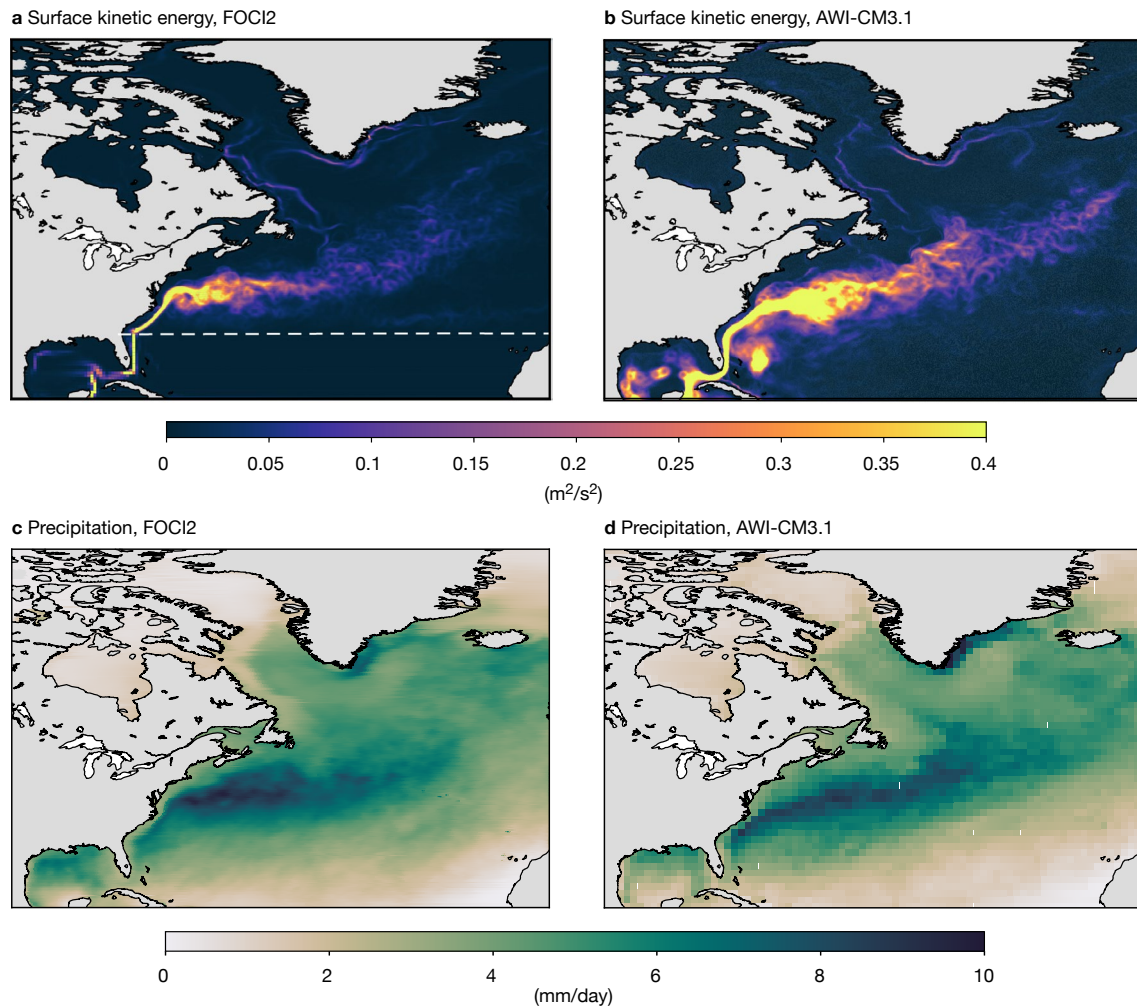 a Surface kinetic energy, FOCI2
b Surface kinetic energy, AWI-CM3.1
0 0.05 0.1 0.15 0.2 0.25 0.3 0.35 0.4
(m²/s²)
c Precipitation, FOCI2
d Precipitation, AWI-CM3.1
0 2 4 6 8 10
(mm/day)